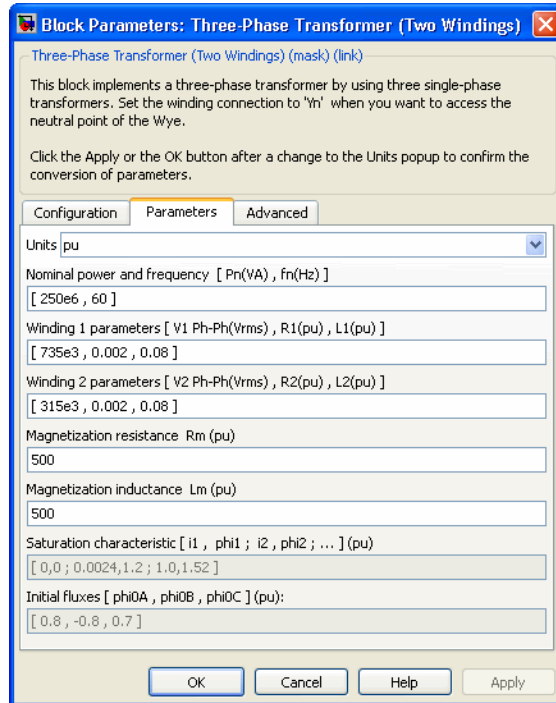 Block Parameters: Three-Phase Transformer (Two Windings)
Three-Phase Transformer (Two Windings) (mask) (link)
This block implements a three-phase transformer by using three single-phase
transformers. Set the winding connection to 'Yn' when you want to access the
neutral point of the Wye.
Click the Apply or the OK button after a change to the Units popup to confirm the
conversion of parameters.
Configuration Parameters Advanced
Units pu
Nominal power and frequency [ Pn(VA) , fn(Hz) ]
[ 250e6 , 60 ]
Winding 1 parameters [ V1 Ph-Ph(Vrms) , R1(pu) , L1(pu) ]
[ 735e3 , 0.002 , 0.08 ]
Winding 2 parameters [ V2 Ph-Ph(Vrms) , R2(pu) , L2(pu) ]
[ 315e3 , 0.002 , 0.08 ]
Magnetization resistance Rm (pu)
500
Magnetization inductance Lm (pu)
500
Saturation characteristic [ i1 , phi1 ; i2 , phi2 ; ... ] (pu)
[ 0,0 ; 0.0024,1.2 ; 1.0,1.52 ]
Initial fluxes [ phi0A , phi0B , phi0C ] (pu):
[ 0.8 , -0.8 , 0.7 ]
OK Cancel Help Apply